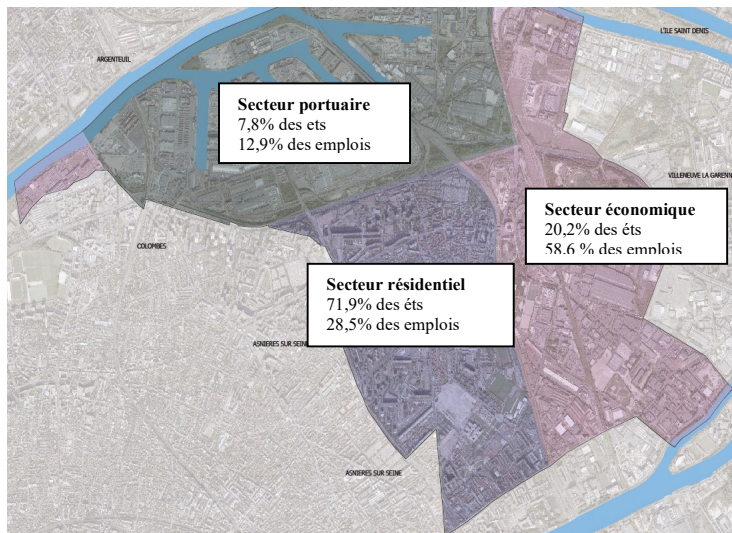 L'ILE SAINT DENIS
ARGENTEUIL
Secteur portuaire
7,8% des ets
12,9% des emplois
VILLENEUVE LA GARENN
Secteur économique
20,2% des éts
58.6 % des emplois
COLOMBES
Secteur résidentiel
71,9% des éts
28,5% des emplois
ASNIERES SUR SEINE
ASNIERES SUR SEINE